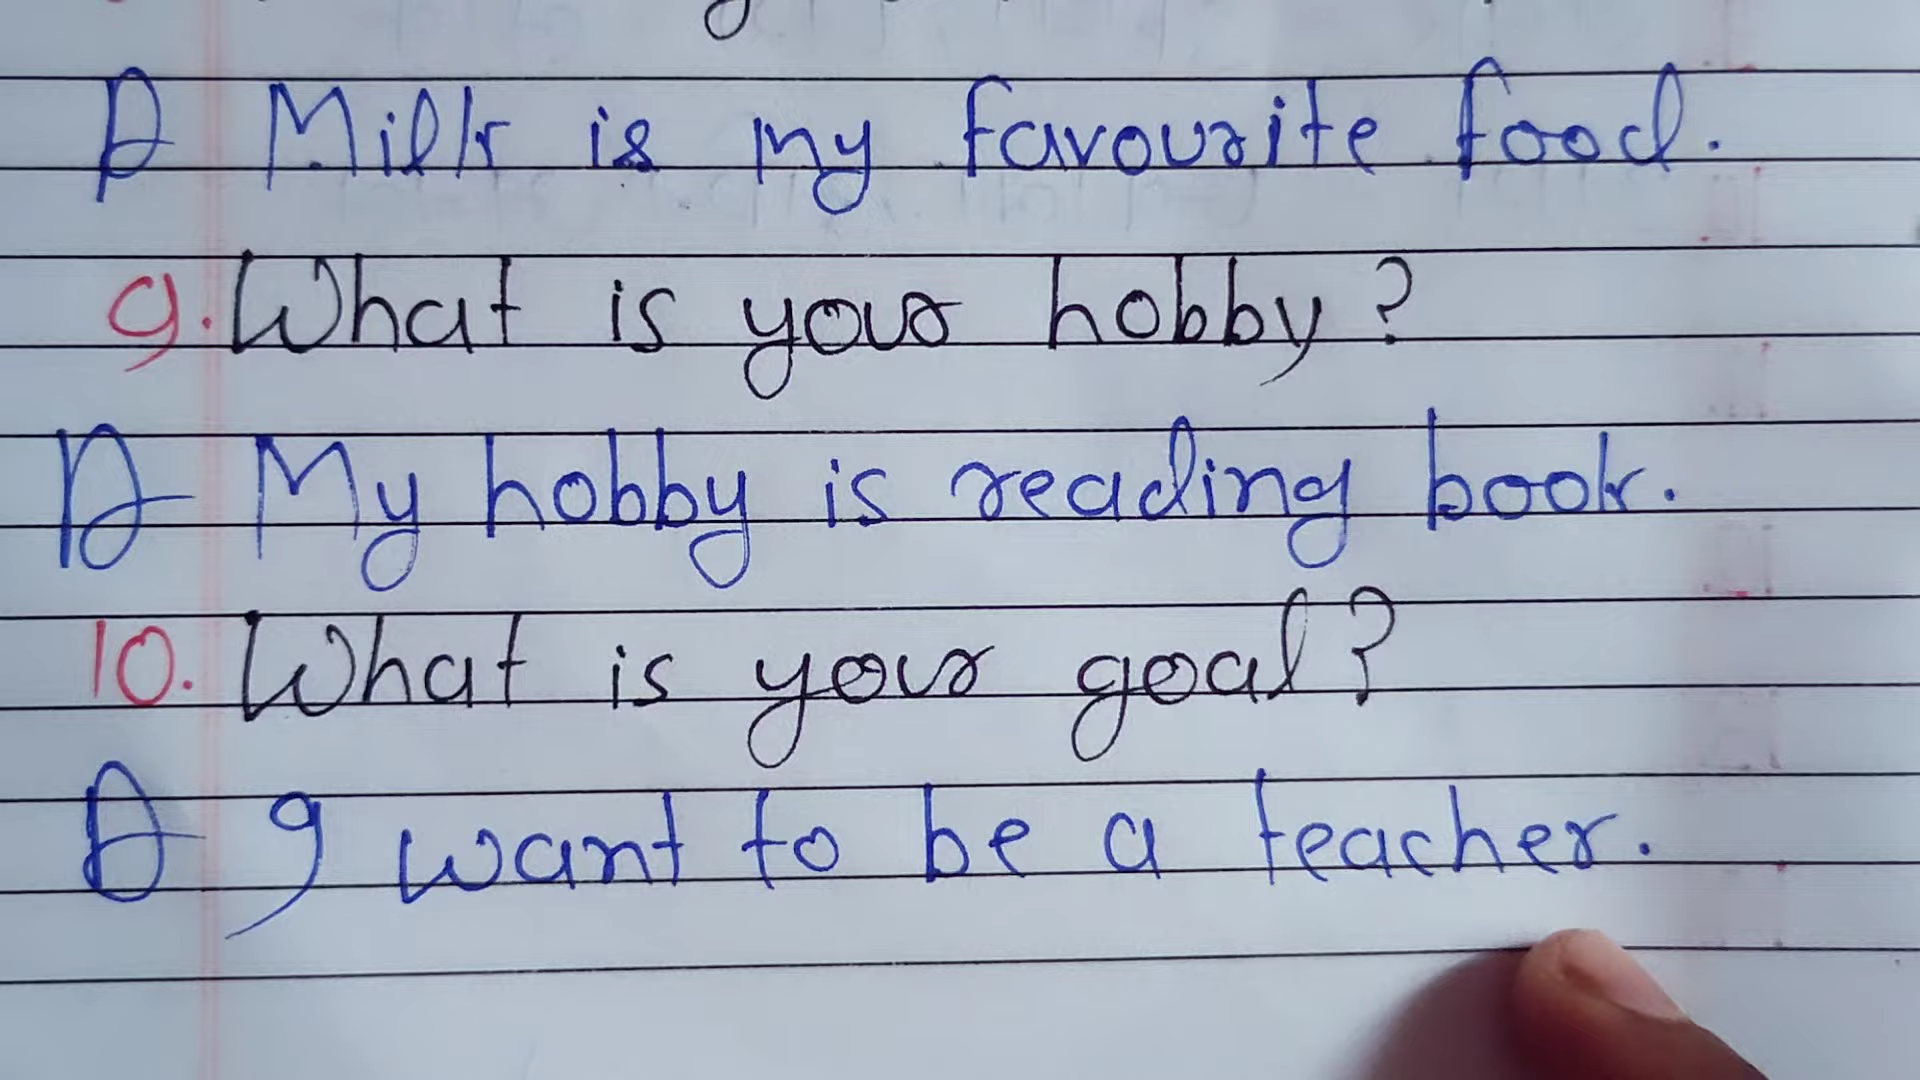 A Milk is my favourite food.
9. What is your hobby?
A My hobby is reading book.
10. What is your goal?
A I want to be a teacher.